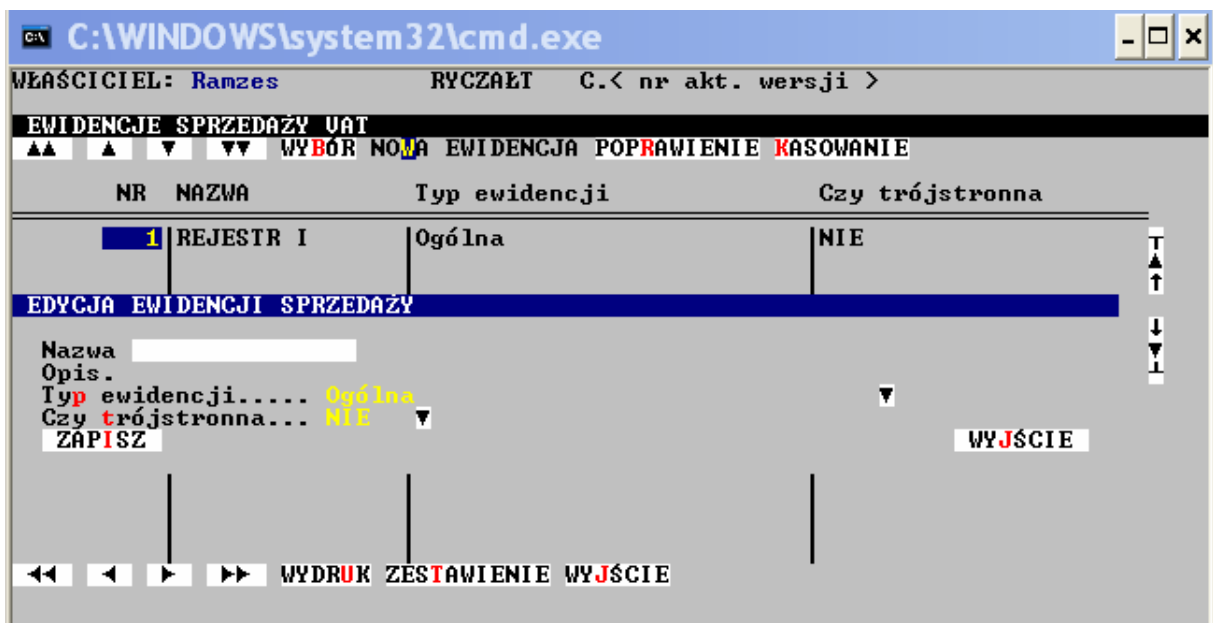 C:\WINDOWS\system32\cmd.exe
WŁAŚCICIEL: Ramzes RYCZAŁT C.< nr akt. wersji >
EWIDENCJE SPRZEDAŻY VAT
WYBÓR NOWA EWIDENCJA POPRAWIENIE KASOWANIE
NR NAZWA Typ ewidencji Czy trójstronna
1 REJESTR I Ogólna NIE
EDYCJA EWIDENCJI SPRZEDAŻY
Nazwa
Opis.
Typ ewidencji..... Ogólna
Czy trójstronna... NIE
ZAPISZ WYJŚCIE
WYDRUK ZESTAWIENIE WYJŚCIE